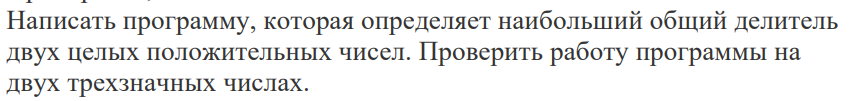 Написать программу, которая определяет наибольший общий делитель
двух целых положительных чисел. Проверить работу программы на
двух трехзначных числах.